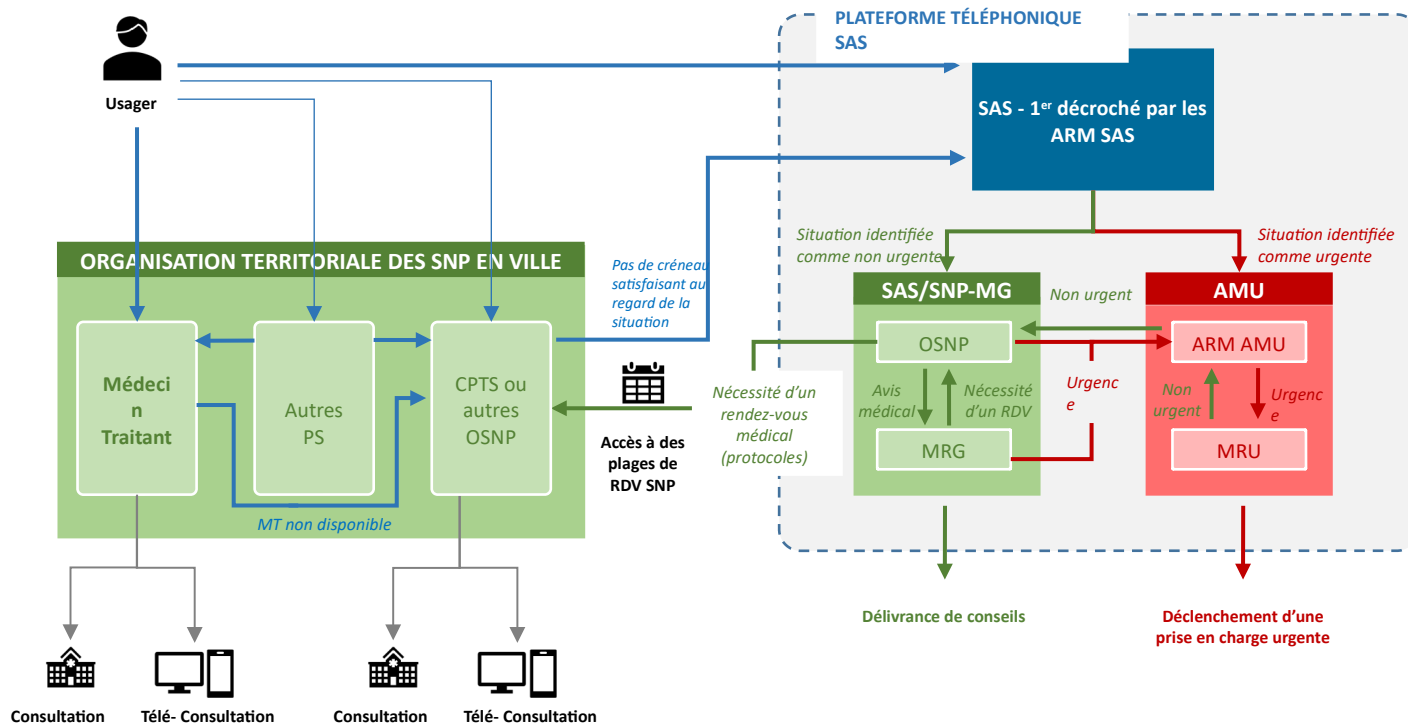 PLATEFORME TÉLÉPHONIQUE
SAS
Usager
SAS - 1er décroché par les
ARM SAS
Situation identifiée
comme non urgente
Situation identifiée
comme urgente
ORGANISATION TERRITORIALE DES SNP EN VILLE
Pas de créneau
satisfaisant au
regard de la
situation
SAS/SNP-MG
Non urgent
AMU
OSNP
ARM AMU
Médeci
n
Traitant
Autres
PS
CPTS ou
autres
OSNP
Nécessité d’un
rendez-vous
médical
(protocoles)
Avis
médical
Nécessité
d’un RDV
Urgenc
e
Non
urgent
Urgenc
e
MRG
MRU
Accès à des
plages de
RDV SNP
MT non disponible
Délivrance de conseils
Déclenchement d’une
prise en charge urgente
Consultation
Télé- Consultation
Consultation
Télé- Consultation